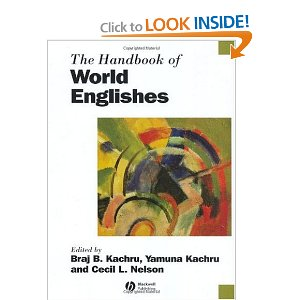 Click to LOOK INSIDE!
The Handbook of
World
Englishes
Edited by
Braj B. Kachru, Yamuna Kachru
and Cecil L. Nelson
Blackwell
Publishing